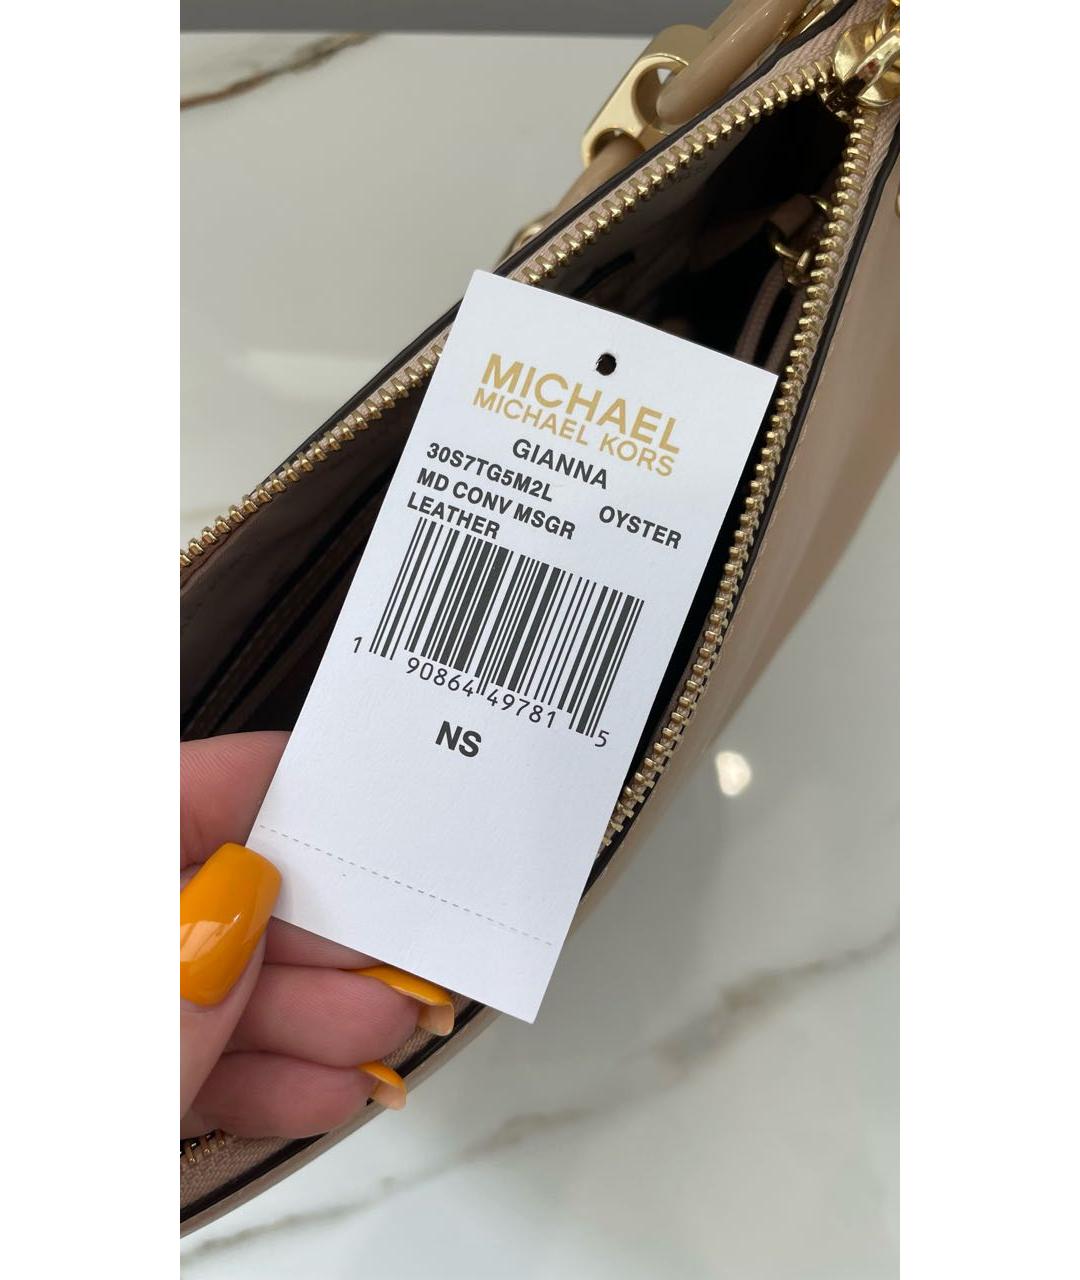 MICHAEL
MICHAEL KORS
GIANNA
30S7TG5M2L OYSTER
MD CONV MSGR
LEATHER
1 90864 49781 5
NS